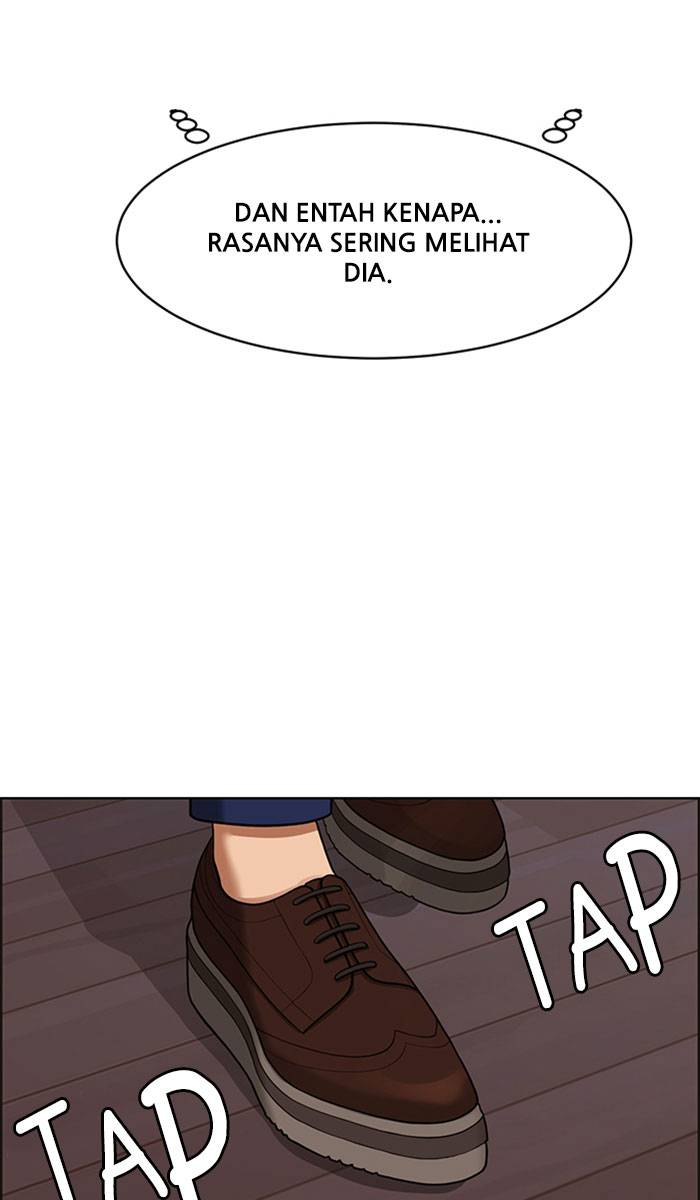 DAN ENTAH KENAPA...
RASANYA SERING MELIHAT
DIA.
TAP
TAP